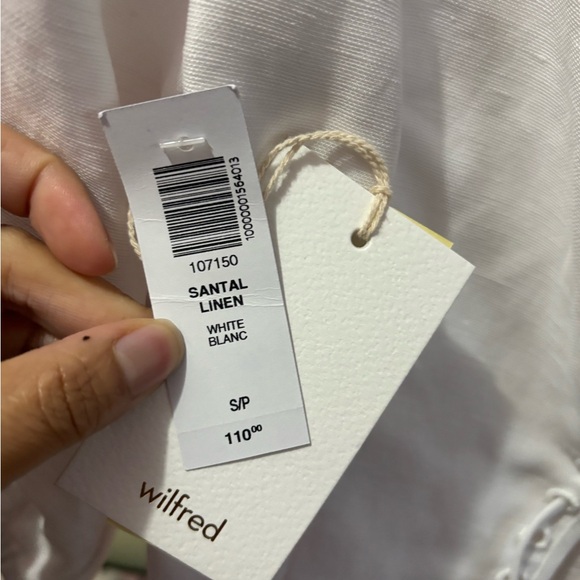 10000001564013
107150
SANTAL
LINEN
WHITE
BLANC
S/P
110⁰⁰
wilfred